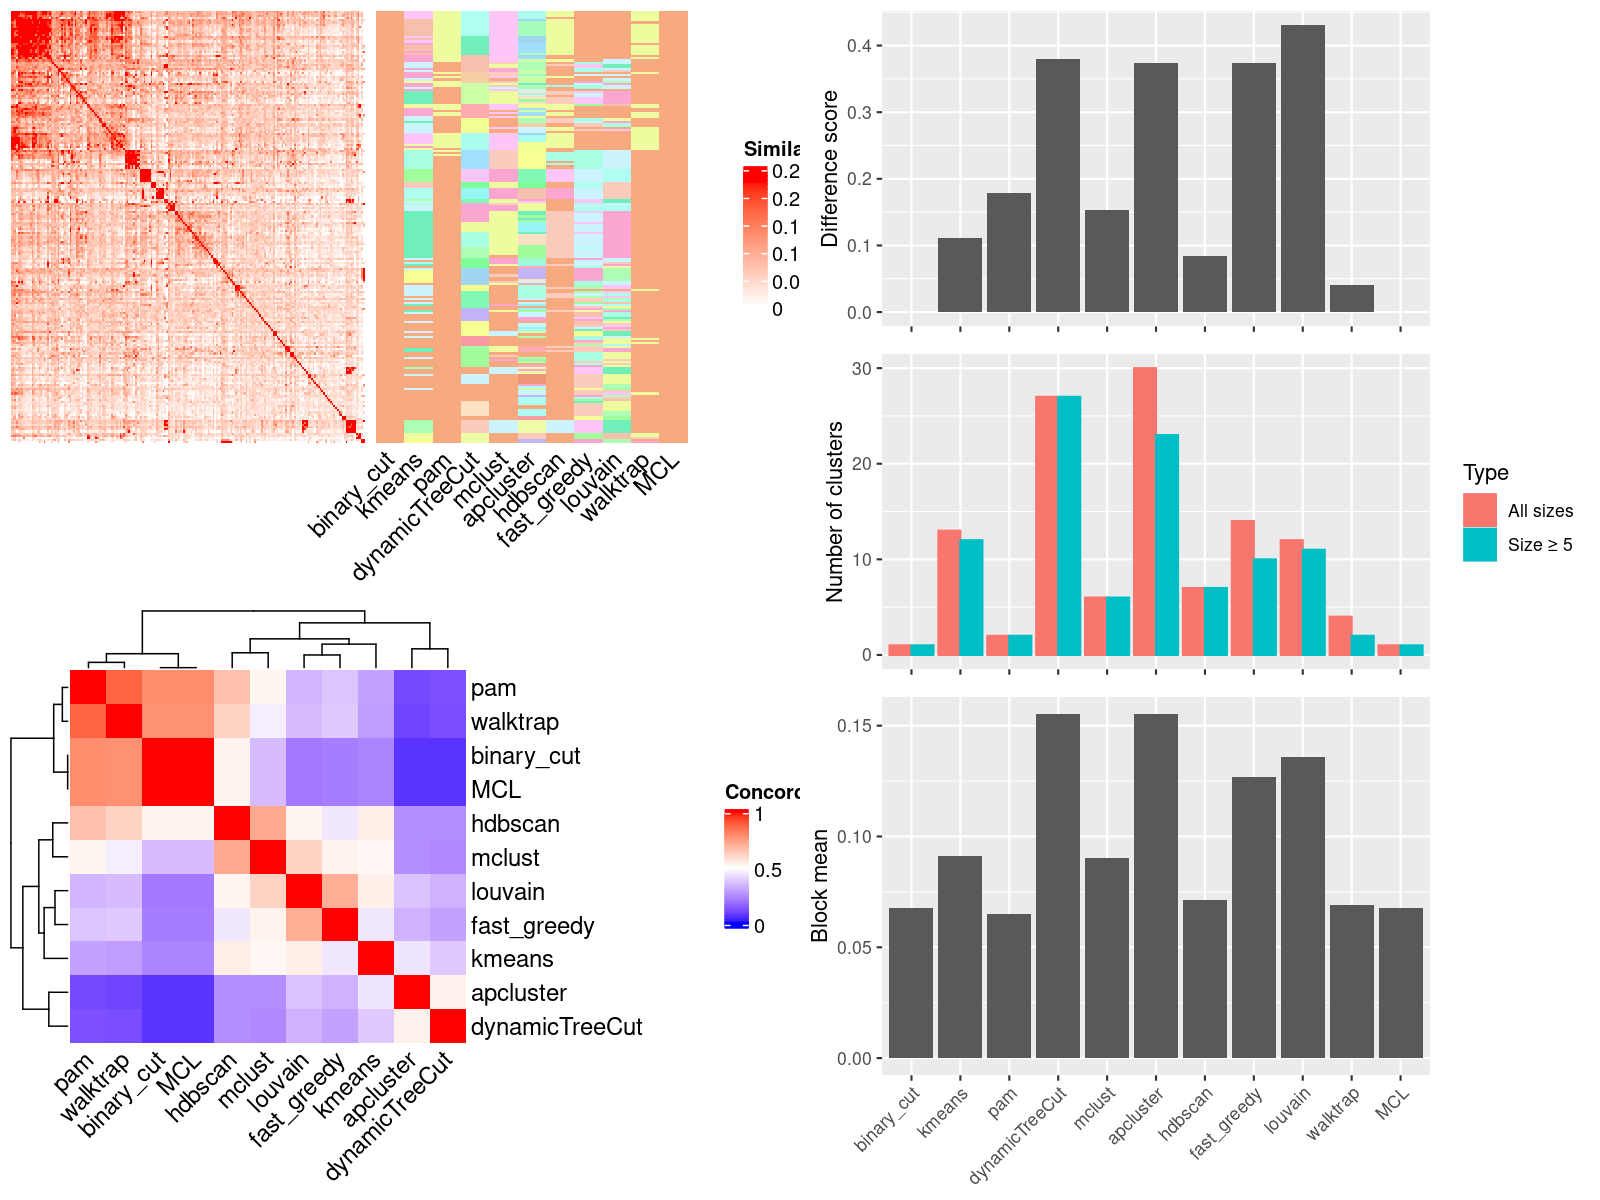 Simila
0.2
0.2
0.1
0.1
0.0
0
binary_cut
kmeans
pam
dynamicTreeCut
mclust
apcluster
hdbscan
fast_greedy
louvain
walktrap
MCL
pam
walktrap
binary_cut
MCL
hdbscan
mclust
louvain
fast_greedy
kmeans
apcluster
dynamicTreeCut
pam
walktrap
binary_cut
MCL
hdbscan
mclust
louvain
fast_greedy
kmeans
apcluster
dynamicTreeCut
Concord
1
0.5
0
Difference score
0.4
0.3
0.2
0.1
0.0
Number of clusters
30
20
10
0
Type
All sizes
Size ≥ 5
Block mean
0.15
0.10
0.05
0.00
binary_cut
kmeans
pam
dynamicTreeCut
mclust
apcluster
hdbscan
fast_greedy
louvain
walktrap
MCL